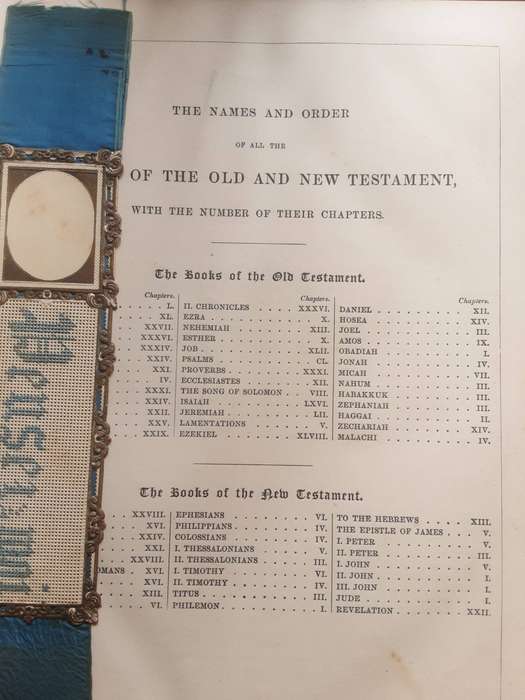 THE NAMES AND ORDER
OF ALL THE
OF THE OLD AND NEW TESTAMENT,
WITH THE NUMBER OF THEIR CHAPTERS.
The Books of the Old Testament.
Chapters.
L.
XL.
XXVII.
XXXVI.
XXXIV.
XXIV.
XXI.
IV.
XXXI.
XXIV.
XXII.
XXV.
XXIX.
Chapters.
II. CHRONICLES . . . . XXXVI.
EZRA . . . . X.
NEHEMIAH . . . . XIII.
ESTHER . . . . X.
JOB . . . . XLII.
PSALMS . . . . CL.
PROVERBS . . . . XXXI.
ECCLESIASTES . . . . XII.
THE SONG OF SOLOMON . . VIII.
ISAIAH . . . . LXVI.
JEREMIAH . . . . LII.
LAMENTATIONS . . . . V.
EZEKIEL . . . . XLVIII.
Chapters.
DANIEL . . . . XII.
HOSEA . . . . XIV.
JOEL . . . . III.
AMOS . . . . IX.
OBADIAH . . . . I.
JONAH . . . . IV.
MICAH . . . . VII.
NAHUM . . . . III.
HABAKKUK . . . . III.
ZEPHANIAH . . . . III.
HAGGAI . . . . II.
ZECHARIAH . . . . XIV.
MALACHI . . . . IV.
The Books of the New Testament.
XXVIII.
XVI.
XXIV.
XXI.
OMANS . XVI.
XVI.
XIII.
VI.
EPHESIANS . . . . VI.
PHILIPPIANS . . . . IV.
COLOSSIANS . . . . IV.
I. THESSALONIANS . . . . V.
II. THESSALONIANS . . . . III.
I. TIMOTHY . . . . VI.
II. TIMOTHY . . . . IV.
TITUS . . . . III.
PHILEMON . . . . I.
TO THE HEBREWS . . . . XIII.
THE EPISTLE OF JAMES . . . V.
I. PETER . . . . V.
II. PETER . . . . III.
I. JOHN . . . . V.
II. JOHN . . . . I.
III. JOHN . . . . I.
JUDE . . . . I.
REVELATION . . . . XXII.